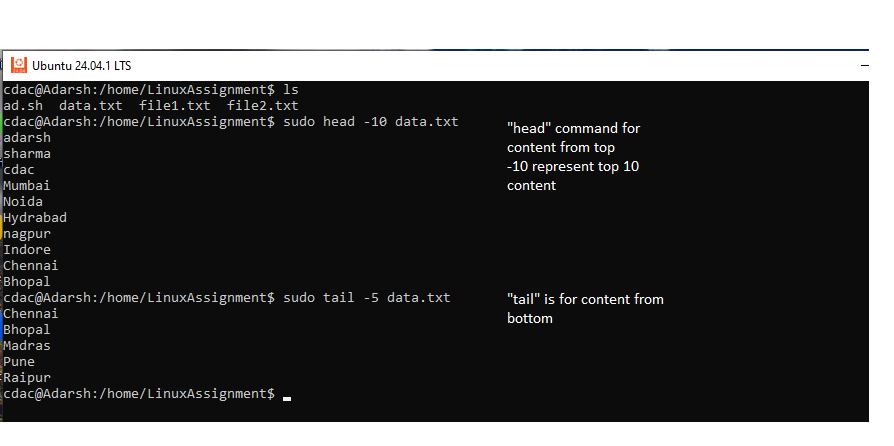 Ubuntu 24.04.1 LTS
cdac@Adarsh:/home/LinuxAssignment$ ls
ad.sh  data.txt  file1.txt  file2.txt
cdac@Adarsh:/home/LinuxAssignment$ sudo head -10 data.txt
adarsh
sharma
cdac
Mumbai
Noida
Hydrabad
nagpur
Indore
Chennai
Bhopal
"head" command for
content from top
-10 represent top 10
content
cdac@Adarsh:/home/LinuxAssignment$ sudo tail -5 data.txt
Chennai
Bhopal
Madras
Pune
Raipur
"tail" is for content from
bottom
cdac@Adarsh:/home/LinuxAssignment$